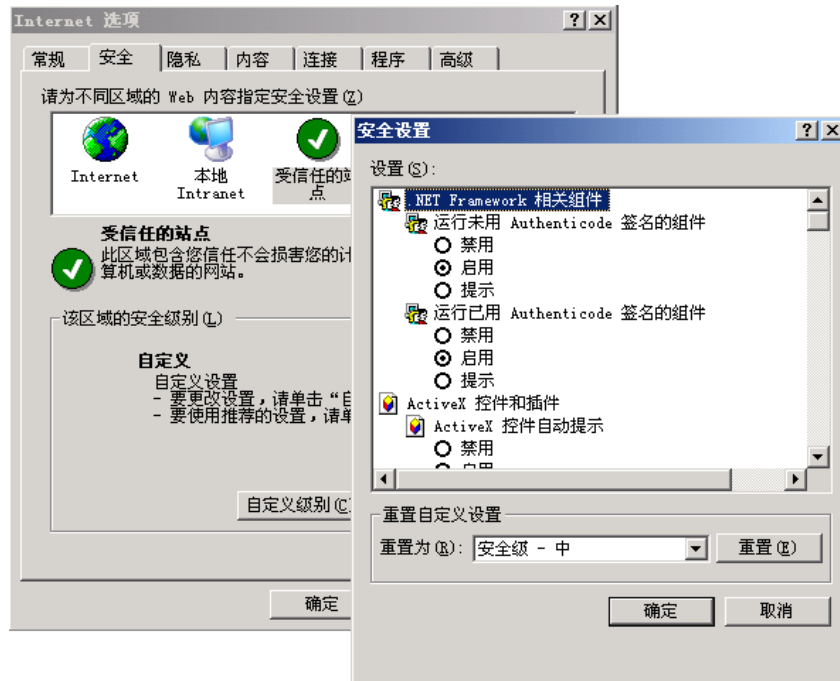 Internet 选项
常规 安全 隐私 内容 连接 程序 高级
请为不同区域的 Web 内容指定安全设置(Z)
Internet
本地
Intranet
受信任的站
点
受信任的站点
此区域包含您信任不会损害您的计
算机或数据的网站。
该区域的安全级别(L)
自定义
自定义设置
- 要更改设置,请单击“自
- 要使用推荐的设置,请单
自定义级别(C)
确定
安全设置
设置(S):
.NET Framework 相关组件
运行未用 Authenticode 签名的组件
禁用
启用
提示
运行已用 Authenticode 签名的组件
禁用
启用
提示
ActiveX 控件和插件
ActiveX 控件自动提示
禁用
重置自定义设置
重置为(R): 安全级 - 中 重置(E)
确定 取消